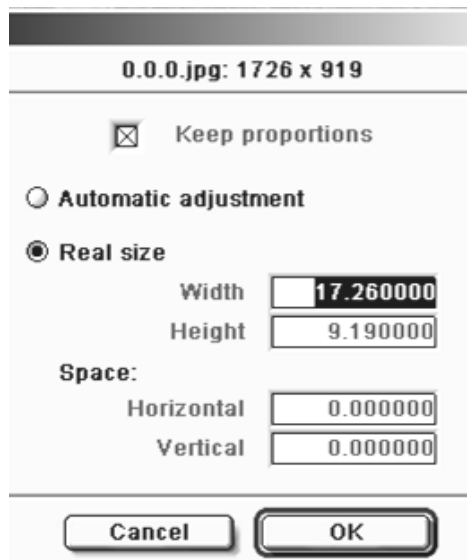 0.0.0.jpg: 1726 x 919
Keep proportions
Automatic adjustment
Real size
Width 17.260000
Height 9.190000
Space:
Horizontal 0.000000
Vertical 0.000000
Cancel OK